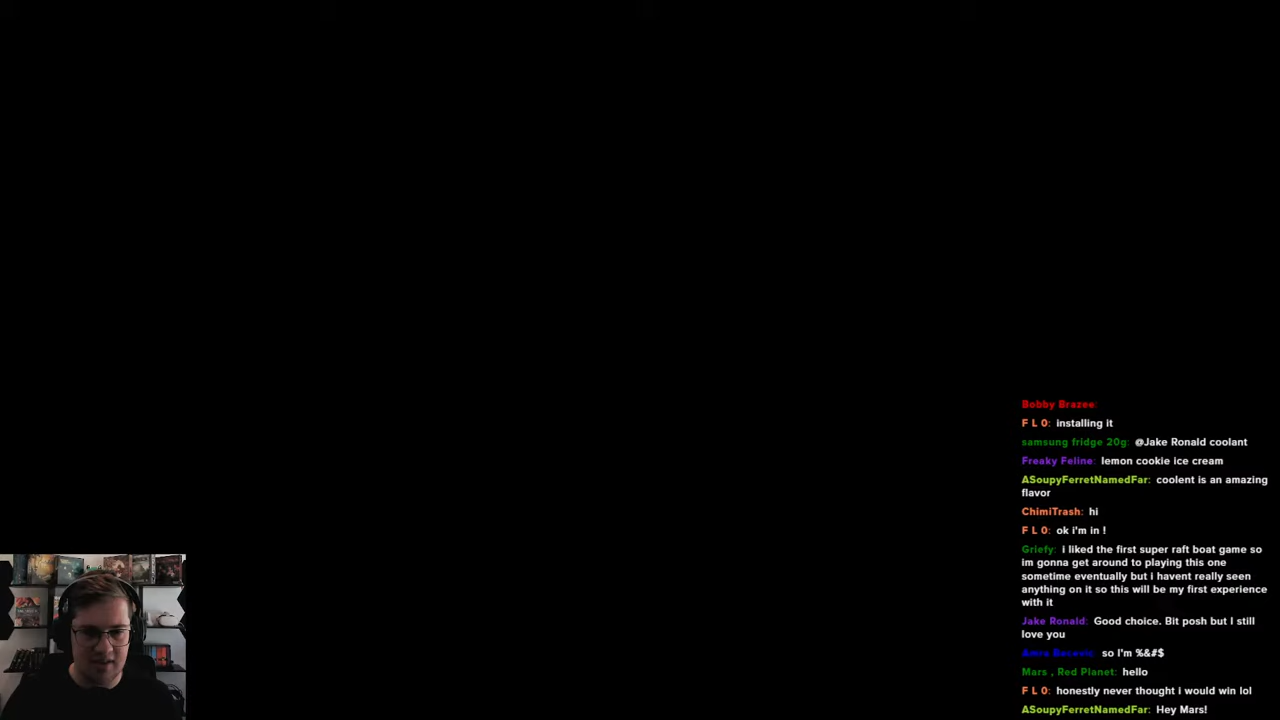 Bobby Brazee:
F L 0: installing it
samsung fridge 20g: @Jake Ronald coolant
Freaky Feline: lemon cookie ice cream
ASoupyFerretNamedFar: coolent is an amazing
flavor
ChimiTrash: hi
F L 0: ok i'm in !
Griefy: i liked the first super raft boat game so
im gonna get around to playing this one
sometime eventually but i havent really seen
anything on it so this will be my first experience
with it
Jake Ronald: Good choice. Bit posh but I still
love you
so I'm %&#$
Mars , Red Planet: hello
F L 0: honestly never thought i would win lol
ASoupyFerretNamedFar: Hey Mars!